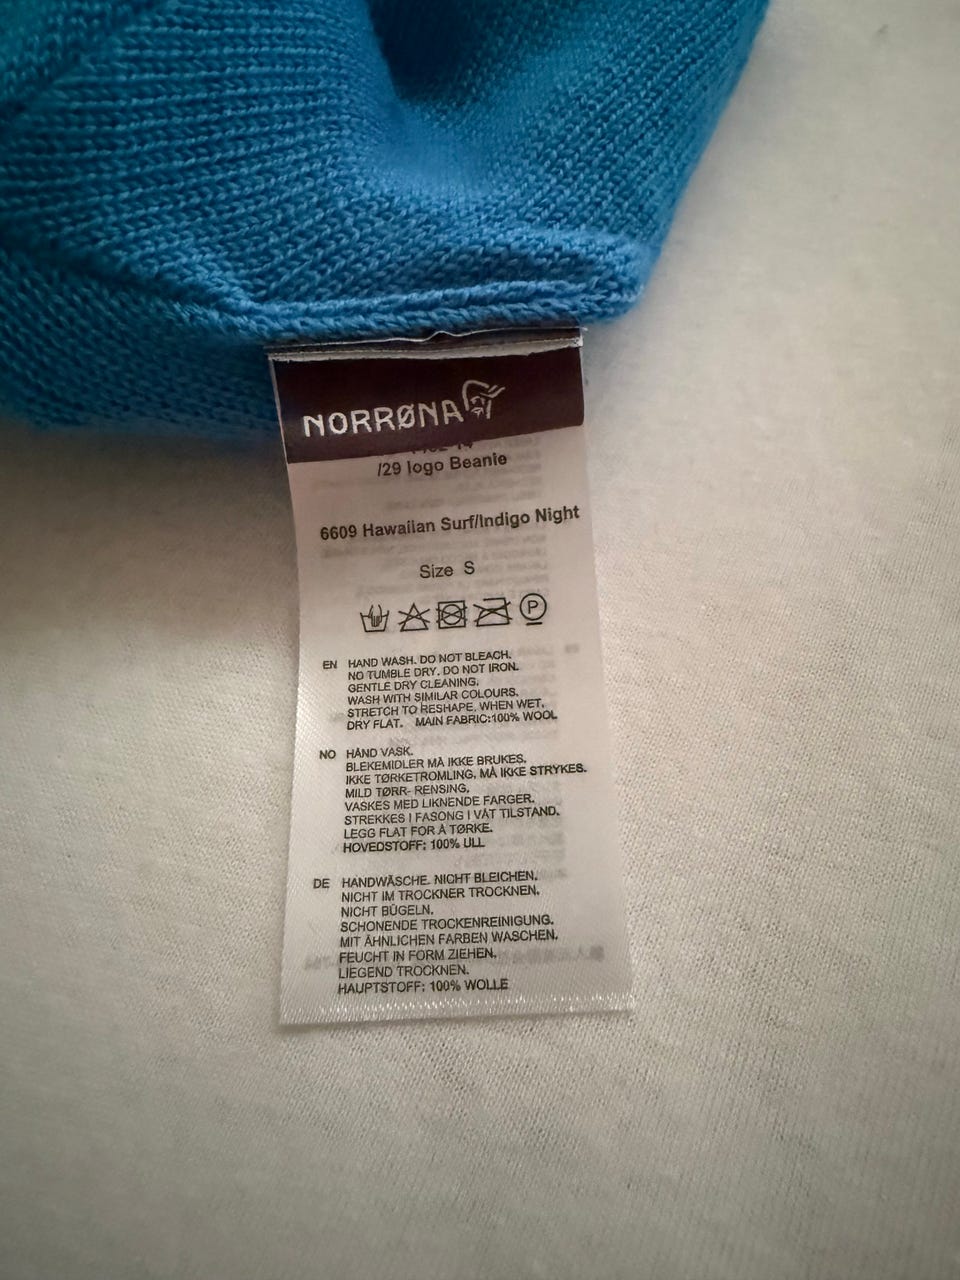 NORRØNA
/29 logo Beanie
6609 Hawaiian Surf/Indigo Night
Size S
P
EN HAND WASH. DO NOT BLEACH.
NO TUMBLE DRY. DO NOT IRON.
GENTLE DRY CLEANING.
WASH WITH SIMILAR COLOURS.
STRETCH TO RESHAPE, WHEN WET.
DRY FLAT. MAIN FABRIC:100% WOOL
NO HÅND VASK.
BLEKEMIDLER MÅ IKKE BRUKES.
IKKE TØRKETROMLING. MÅ IKKE STRYKES.
MILD TØRR- RENSING.
VASKES MED LIKNENDE FARGER.
STREKKES I FASONG I VÅT TILSTAND.
LEGG FLAT FOR Å TØRKE.
HOVEDSTOFF: 100% ULL
DE HANDWÄSCHE. NICHT BLEICHEN.
NICHT IM TROCKNER TROCKNEN.
NICHT BÜGELN.
SCHONENDE TROCKENREINIGUNG.
MIT ÄHNLICHEN FARBEN WASCHEN.
FEUCHT IN FORM ZIEHEN.
LIEGEND TROCKNEN.
HAUPTSTOFF: 100% WOLLE